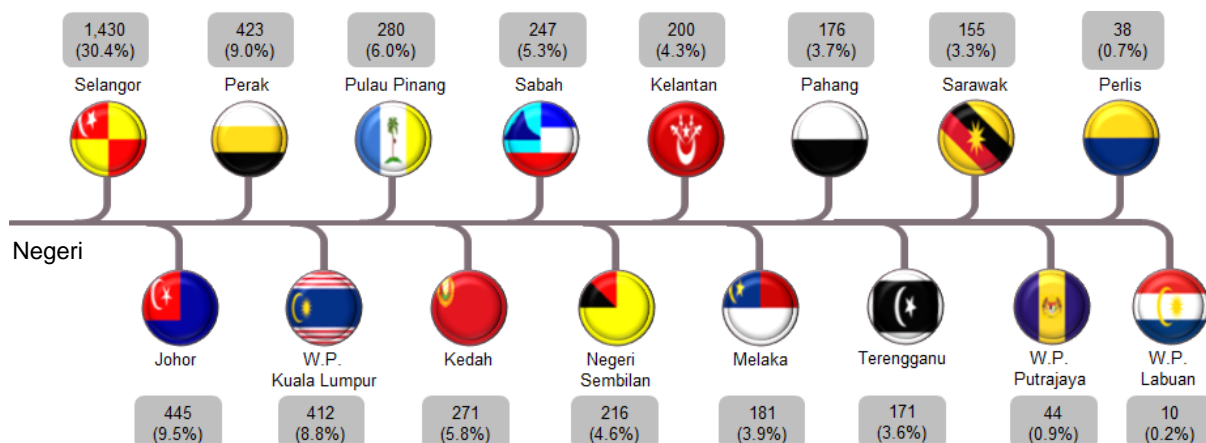 1,430
(30.4%)
Selangor
423
(9.0%)
Perak
280
(6.0%)
Pulau Pinang
247
(5.3%)
Sabah
200
(4.3%)
Kelantan
176
(3.7%)
Pahang
155
(3.3%)
Sarawak
38
(0.7%)
Perlis
Negeri
Johor
445
(9.5%)
W.P.
Kuala Lumpur
412
(8.8%)
Kedah
271
(5.8%)
Negeri
Sembilan
216
(4.6%)
Melaka
181
(3.9%)
Terengganu
171
(3.6%)
W.P.
Putrajaya
44
(0.9%)
W.P.
Labuan
10
(0.2%)